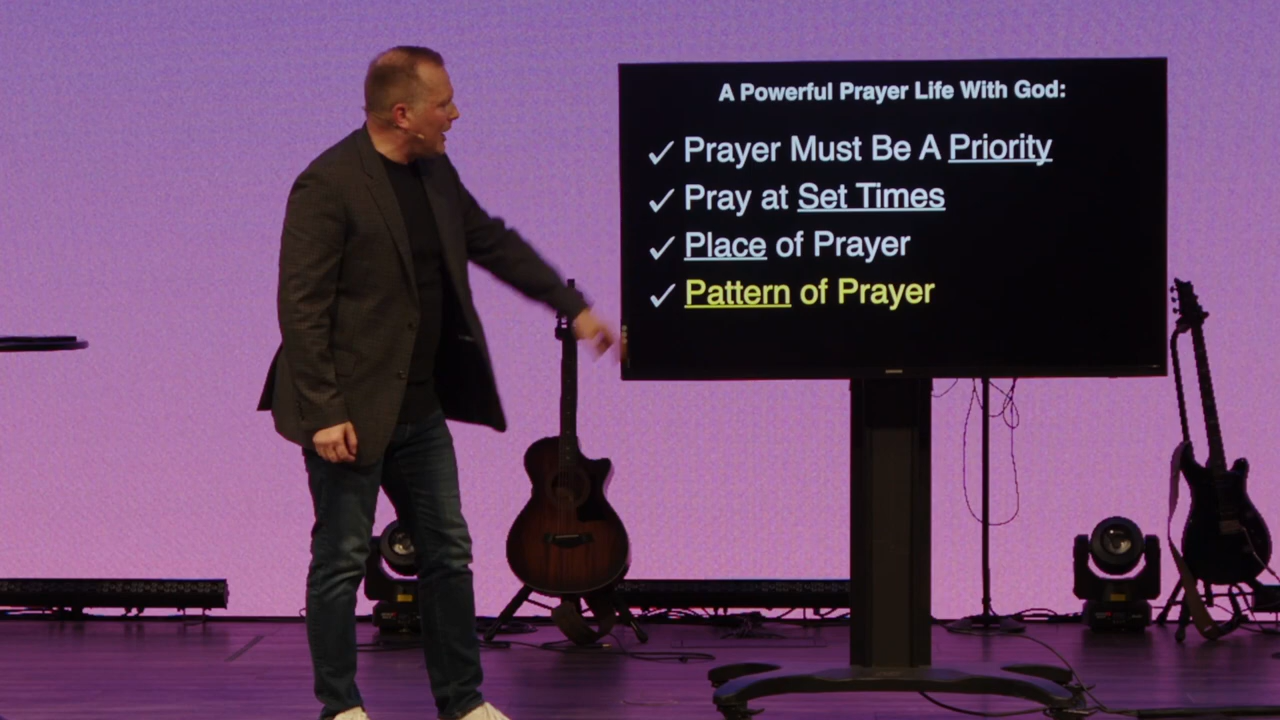 A Powerful Prayer Life With God:
✓ Prayer Must Be A Priority
✓ Pray at Set Times
✓ Place of Prayer
✓ Pattern of Prayer